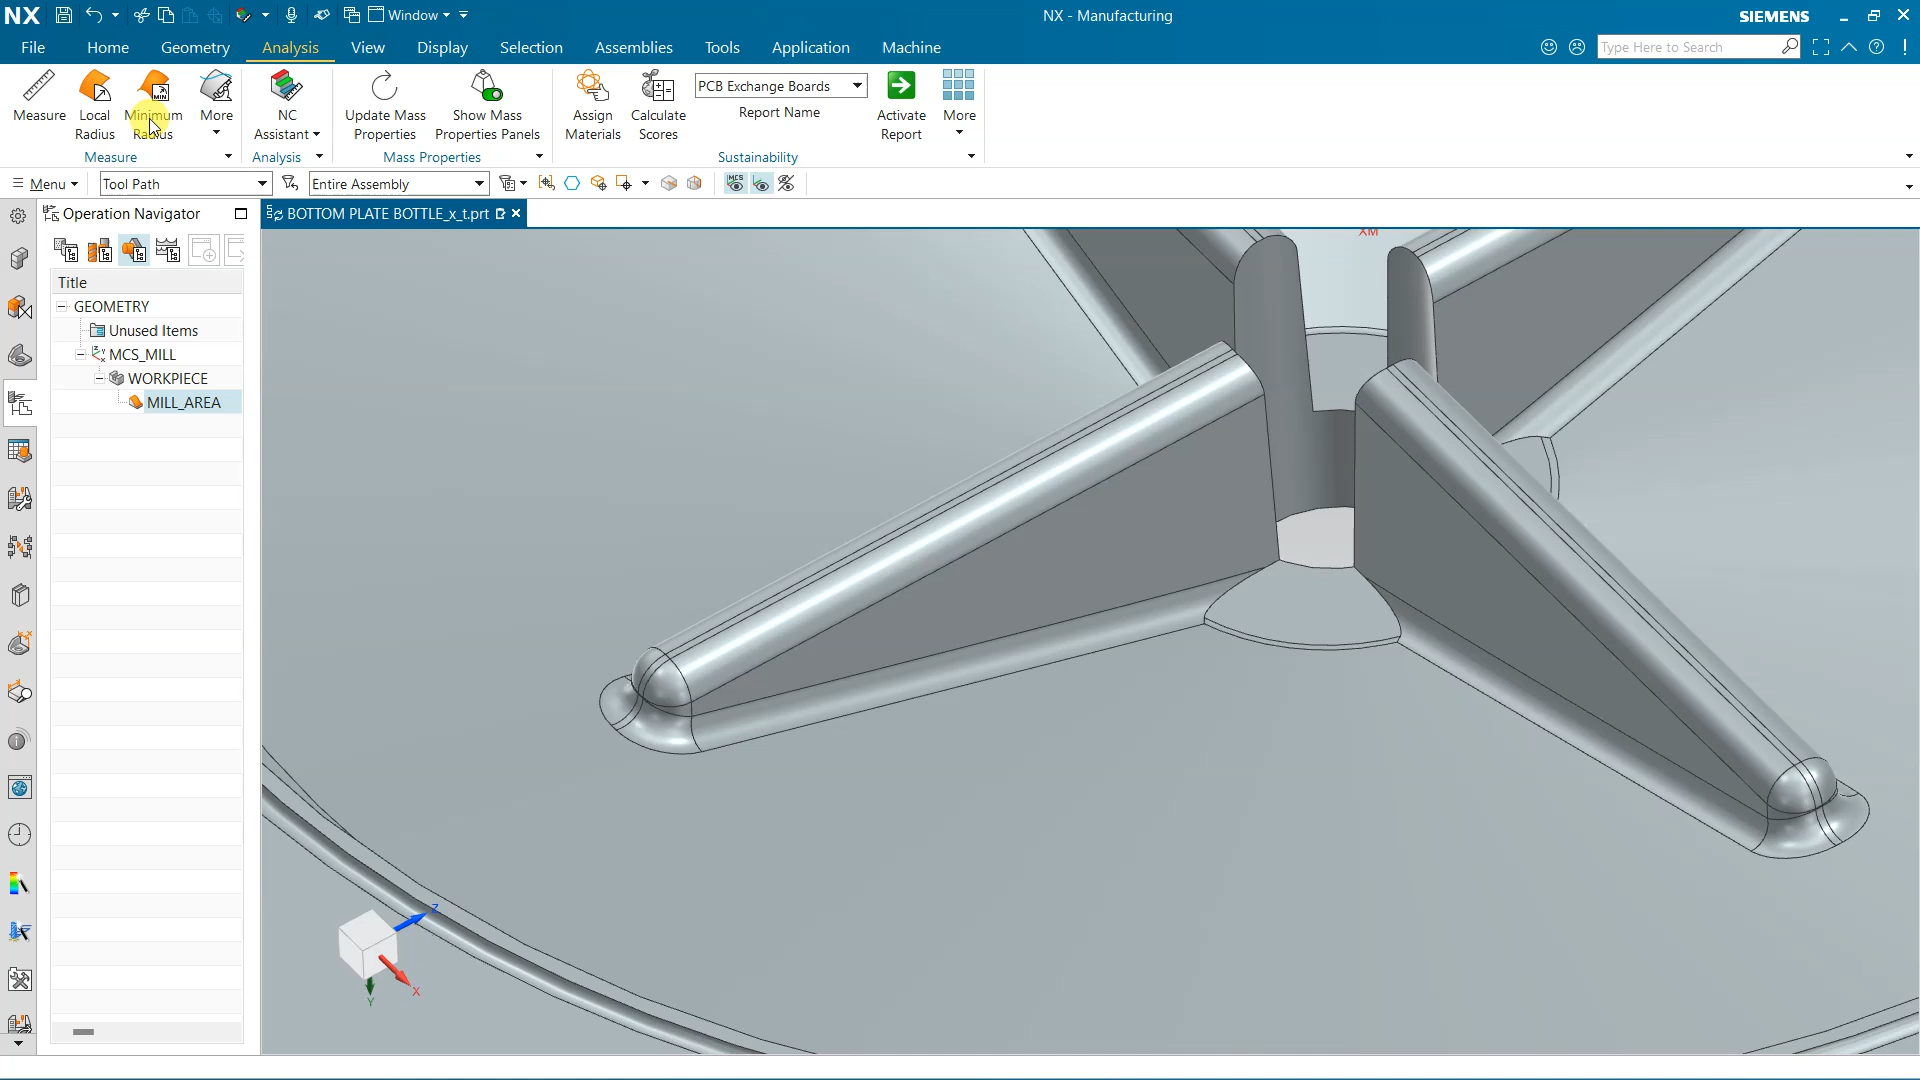 NX
Window
NX - Manufacturing
SIEMENS
File
Home
Geometry
Analysis
View
Display
Selection
Assemblies
Tools
Application
Machine
Type Here to Search
Measure
Local
Radius
MIN
Minimum
Radius
More
NC
Assistant
Update Mass
Properties
Show Mass
Properties Panels
Assign
Materials
Calculate
Scores
PCB Exchange Boards
Report Name
Activate
Report
More
Measure
Analysis
Mass Properties
Sustainability
Menu
Tool Path
Entire Assembly
MCS
Operation Navigator
BOTTOM PLATE BOTTLE_x_t.prt
XM
Title
GEOMETRY
Unused Items
MCS_MILL
WORKPIECE
MILL_AREA
Z
X
Y